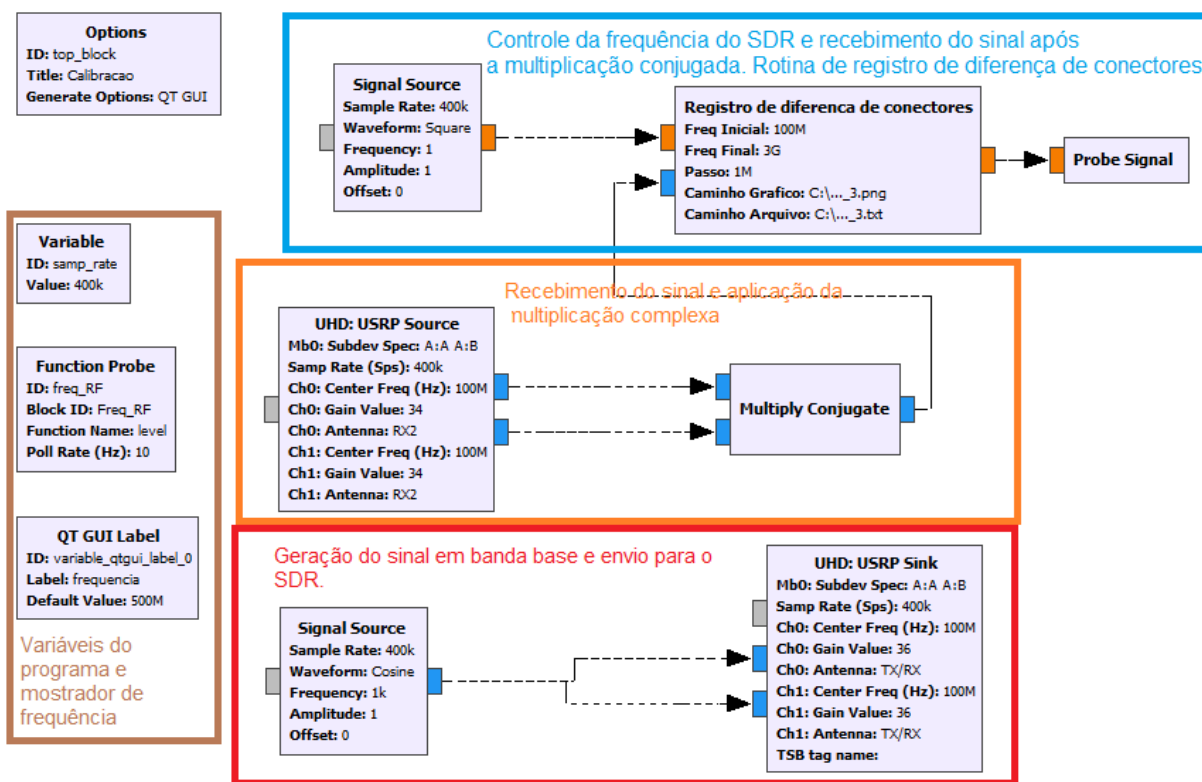 Options
ID: top_block
Title: Calibracao
Generate Options: QT GUI
Controle da frequência do SDR e recebimento do sinal após
a multiplicação conjugada. Rotina de registro de diferença de conectores
Signal Source
Sample Rate: 400k
Waveform: Square
Frequency: 1
Amplitude: 1
Offset: 0
Registro de diferenca de conectores
Freq Inicial: 100M
Freq Final: 3G
Passo: 1M
Caminho Grafico: C:\..._3.png
Caminho Arquivo: C:\..._3.txt
Probe Signal
Variable
ID: samp_rate
Value: 400k
Function Probe
ID: freq_RF
Block ID: Freq_RF
Function Name: level
Poll Rate (Hz): 10
QT GUI Label
ID: variable_qtgui_label_0
Label: frequencia
Default Value: 500M
Variáveis do
programa e
mostrador de
frequência
Recebimento do sinal e aplicação da
multiplicação complexa
UHD: USRP Source
Mb0: Subdev Spec: A:A A:B
Samp Rate (Sps): 400k
Ch0: Center Freq (Hz): 100M
Ch0: Gain Value: 34
Ch0: Antenna: RX2
Ch1: Center Freq (Hz): 100M
Ch1: Gain Value: 34
Ch1: Antenna: RX2
Multiply Conjugate
Geração do sinal em banda base e envio para o
SDR.
Signal Source
Sample Rate: 400k
Waveform: Cosine
Frequency: 1k
Amplitude: 1
Offset: 0
UHD: USRP Sink
Mb0: Subdev Spec: A:A A:B
Samp Rate (Sps): 400k
Ch0: Center Freq (Hz): 100M
Ch0: Gain Value: 36
Ch0: Antenna: TX/RX
Ch1: Center Freq (Hz): 100M
Ch1: Gain Value: 36
Ch1: Antenna: TX/RX
TSB tag name: